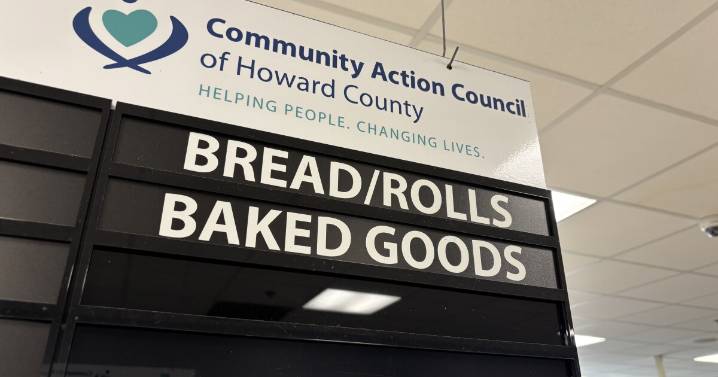 Community Action Council
of Howard County
HELPING PEOPLE. CHANGING LIVES.
BREAD/ROLLS
BAKED GOODS